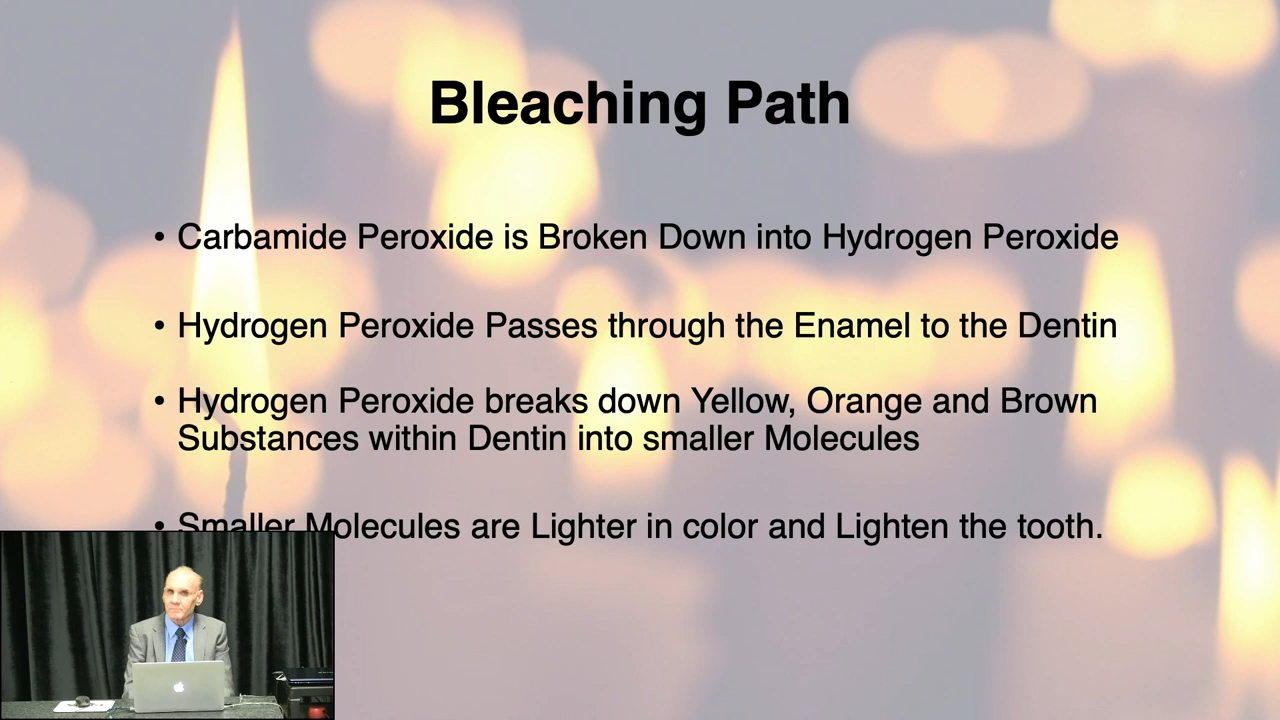 Bleaching Path
• Carbamide Peroxide is Broken Down into Hydrogen Peroxide
• Hydrogen Peroxide Passes through the Enamel to the Dentin
• Hydrogen Peroxide breaks down Yellow, Orange and Brown
Substances within Dentin into smaller Molecules
• Smaller Molecules are Lighter in color and Lighten the tooth.